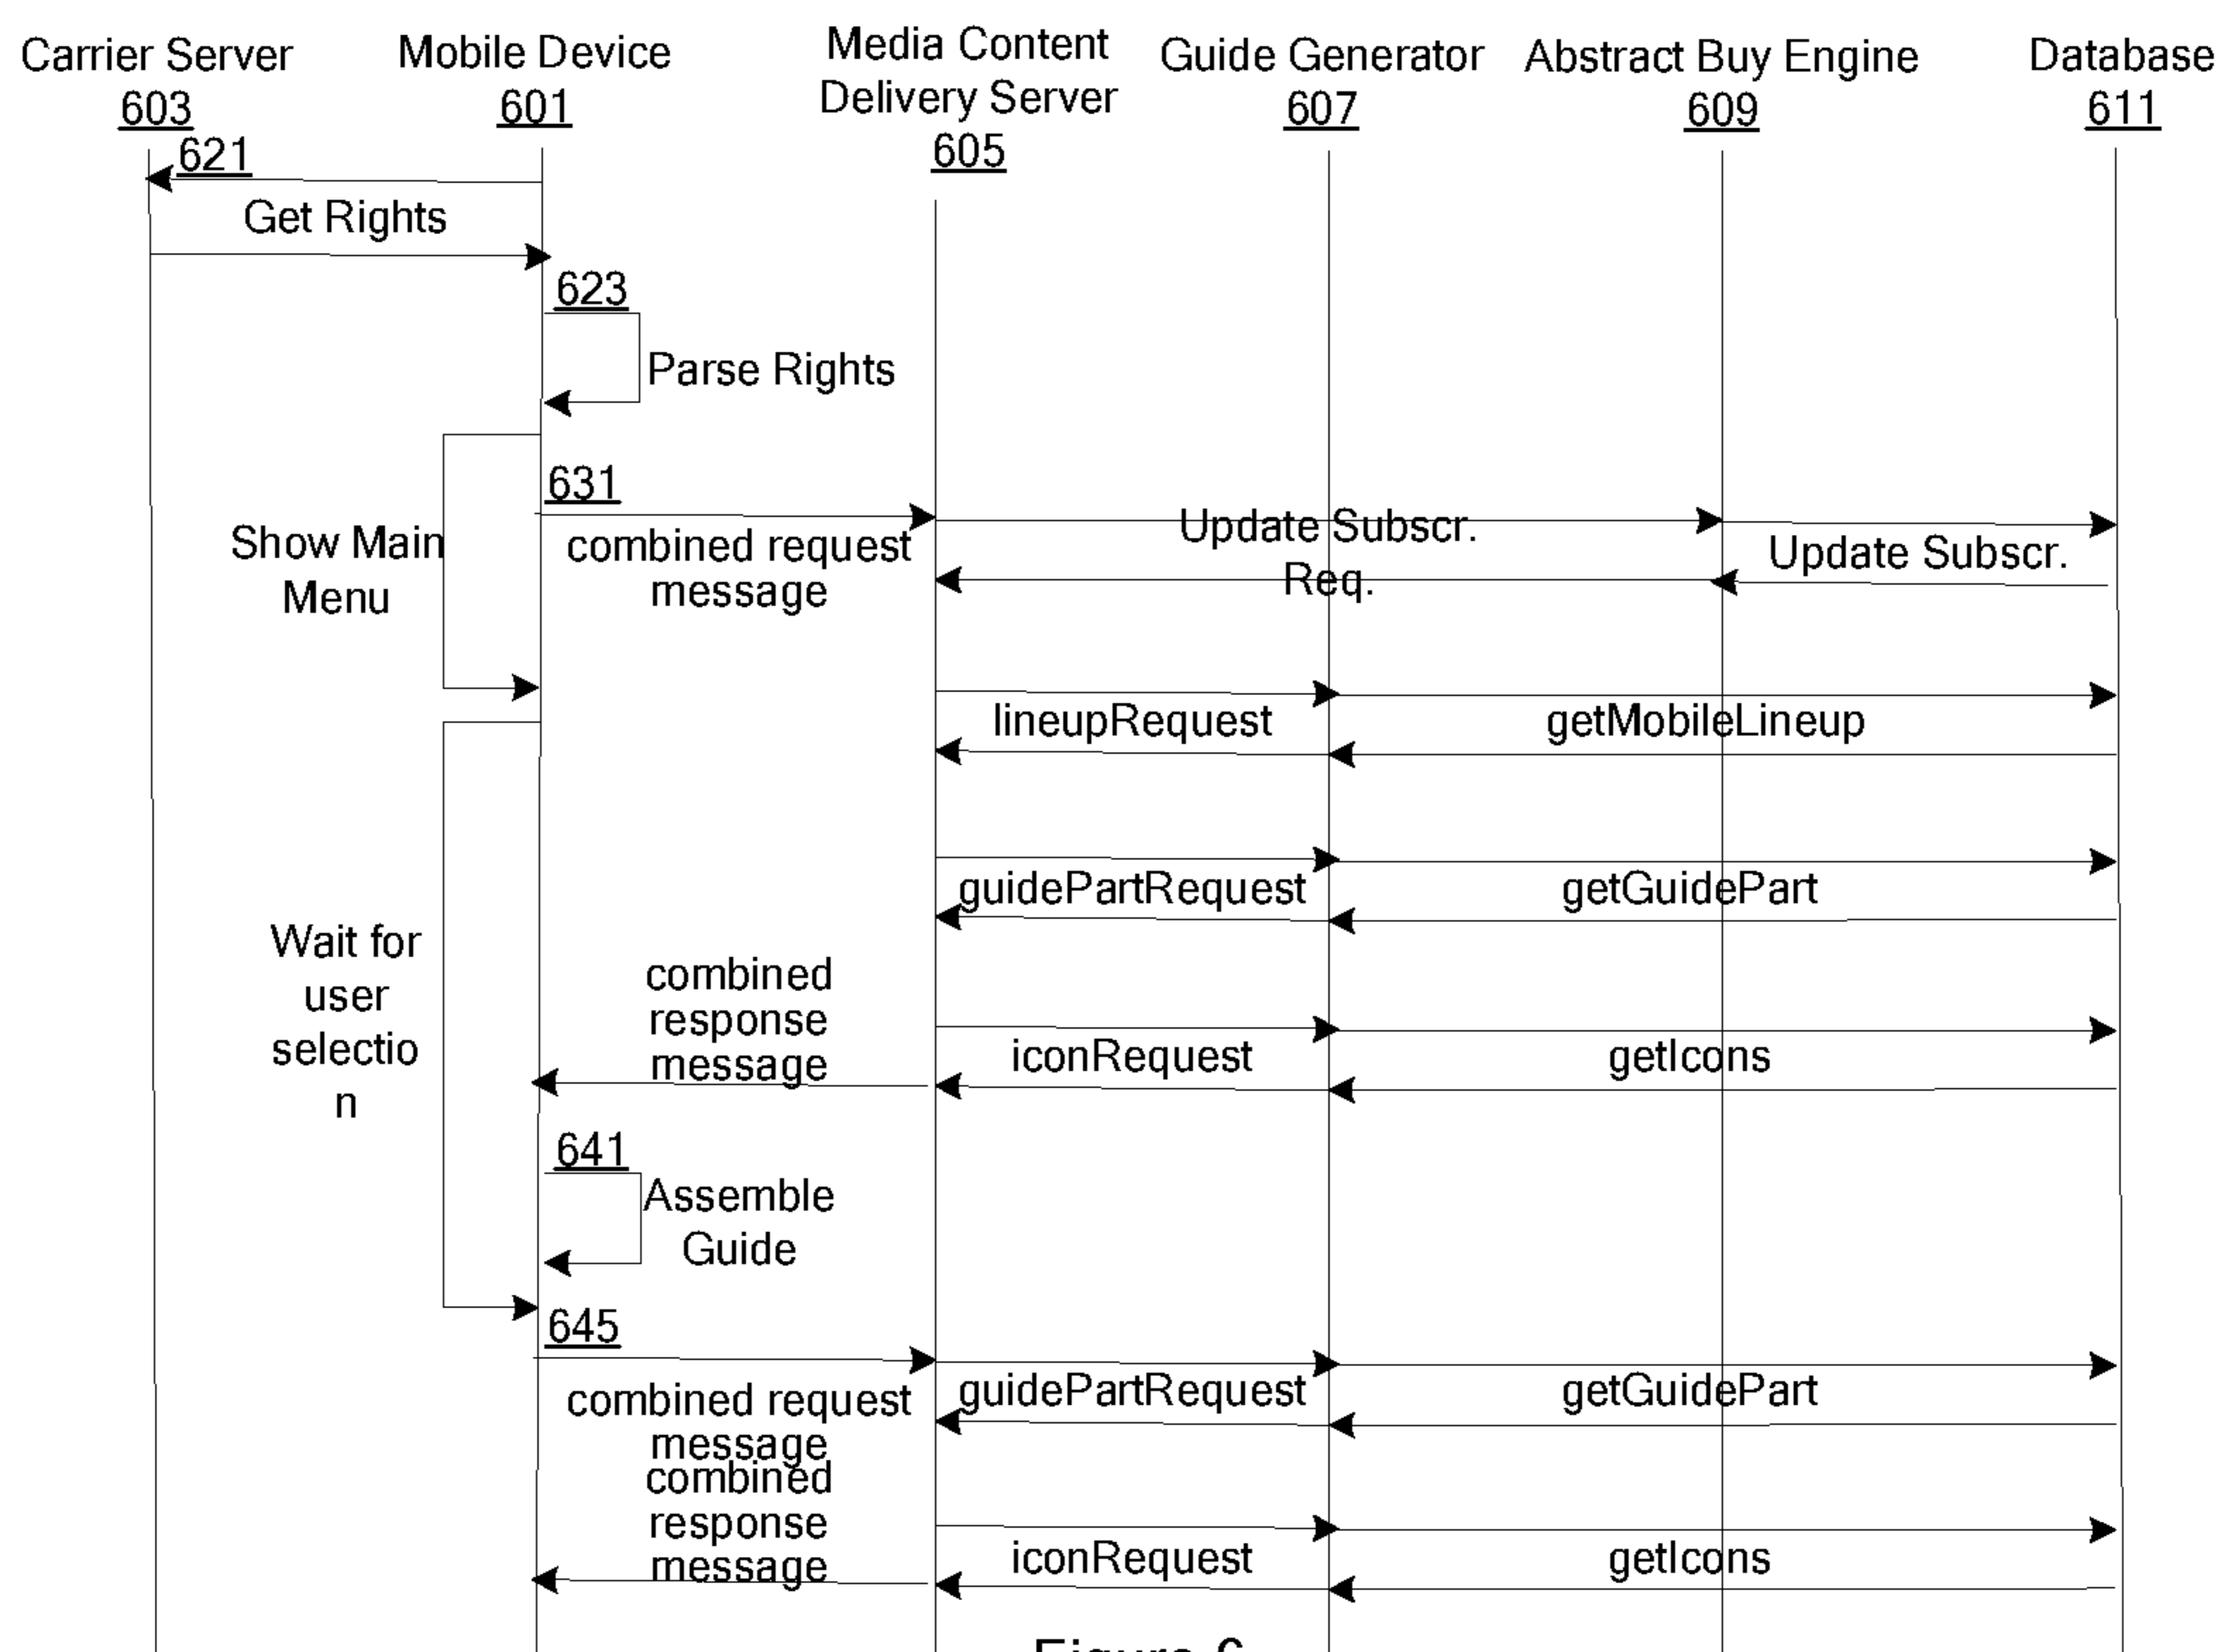 Carrier Server
603
Mobile Device
601
Media Content
Delivery Server
605
Guide Generator
607
Abstract Buy Engine
609
Database
611
621
Get Rights
623
Parse Rights
631
Show Main
Menu
combined request
message
Update Subscr.
Req.
Update Subscr.
lineupRequest
getMobileLineup
guidePartRequest
getGuidePart
Wait for
user
selectio
n
combined
response
message
iconRequest
getIcons
641
Assemble
Guide
645
combined request
message
guidePartRequest
getGuidePart
combined
response
message
iconRequest
getIcons
Figure 6